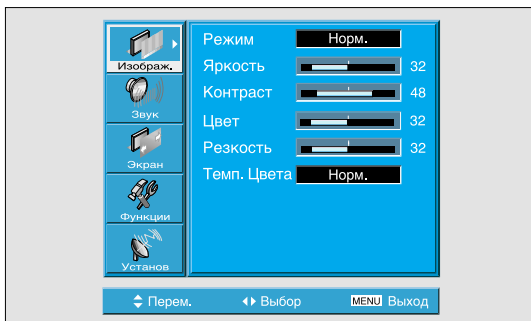 Изображ.
Звук
Экран
Функции
Установ
Режим Норм.
Яркость 32
Контраст 48
Цвет 32
Резкость 32
Темп. Цвета Норм.
Перем. Выбор MENU Выход